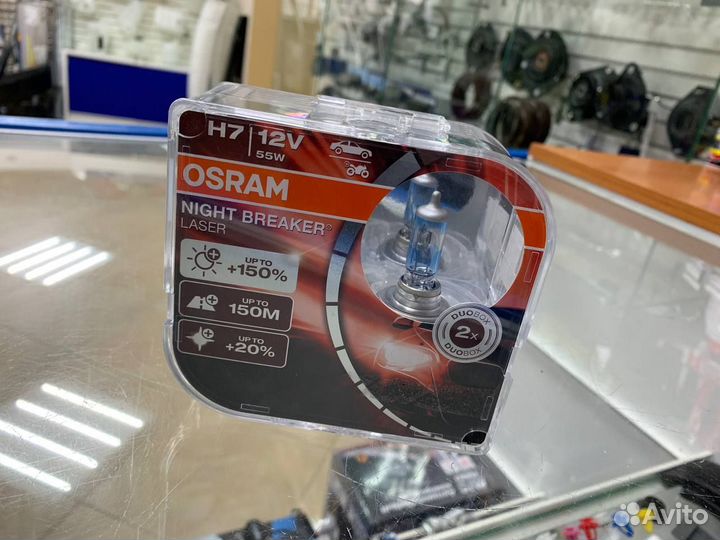 H7 12V
55W
OSRAM
NIGHT BREAKER®
LASER
UP TO
+150%
UP TO
150M
UP TO
+20%
DUOBOX
2x
DUOBOX
Avito